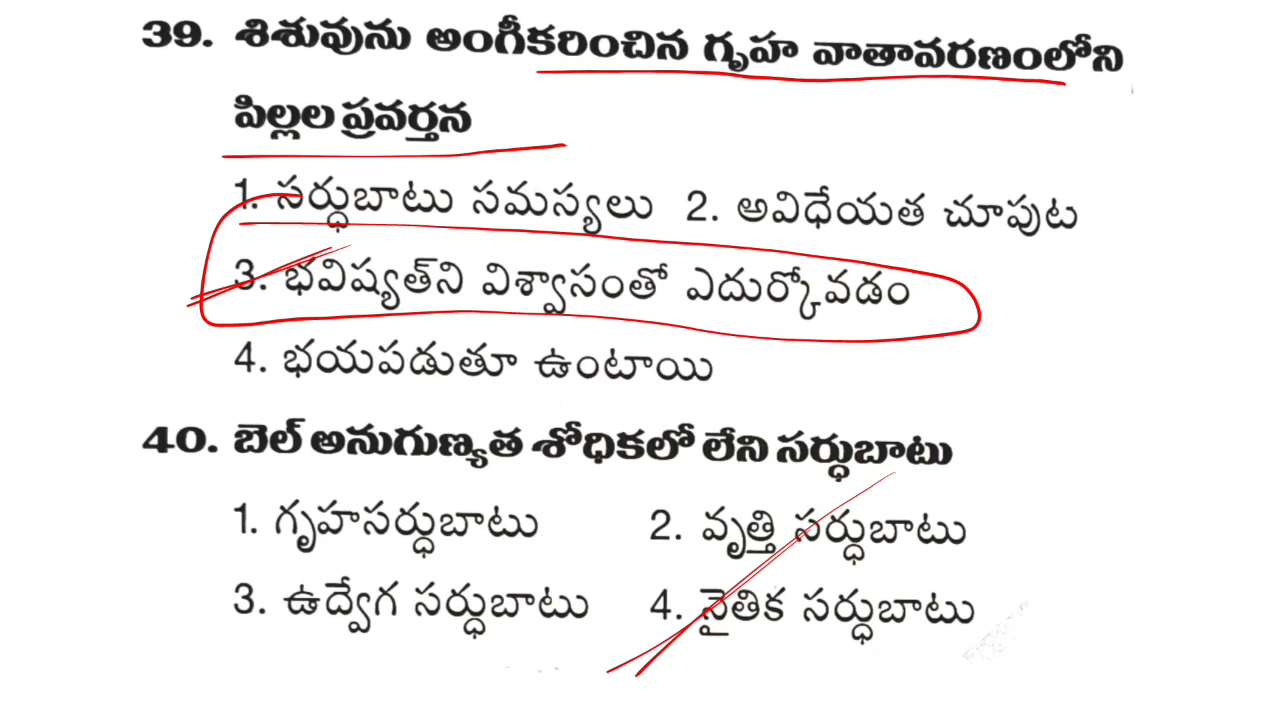 39. శిశువును అంగీకరించిన గృహ వాతావరణంలోని
పిల్లల ప్రవర్తన
1. సర్దుబాటు సమస్యలు 2. అవిధేయత చూపుట
3. భవిష్యత్‌ని విశ్వాసంతో ఎదుర్కోవడం
4. భయపడుతూ ఉంటాయి
40. బెల్ అనుగుణ్యత శోధికలో లేని సర్దుబాటు
1. గృహసర్దుబాటు 2. వృత్తి సర్దుబాటు
3. ఉద్వేగ సర్దుబాటు 4. నైతిక సర్దుబాటు